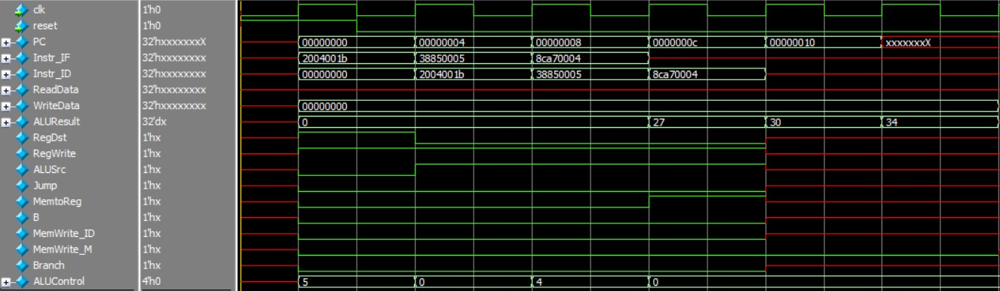 clk 1'h0
reset 1'h0
PC 32'hxxxxxxxX 00000000 00000004 00000008 0000000c 00000010 xxxxxxxX
Instr_IF 32'hxxxxxxxx 2004001b 38850005 8ca70004
Instr_ID 32'hxxxxxxxx 00000000 2004001b 38850005 8ca70004
ReadData 32'hxxxxxxxx
WriteData 32'hxxxxxxxx 00000000
ALUResult 32'dx 0 27 30 34
RegDst 1'hx
RegWrite 1'hx
ALUSrc 1'hx
Jump 1'hx
MemtoReg 1'hx
B 1'hx
MemWrite_ID 1'hx
MemWrite_M 1'hx
Branch 1'hx
ALUControl 4'h0 5 0 4 0